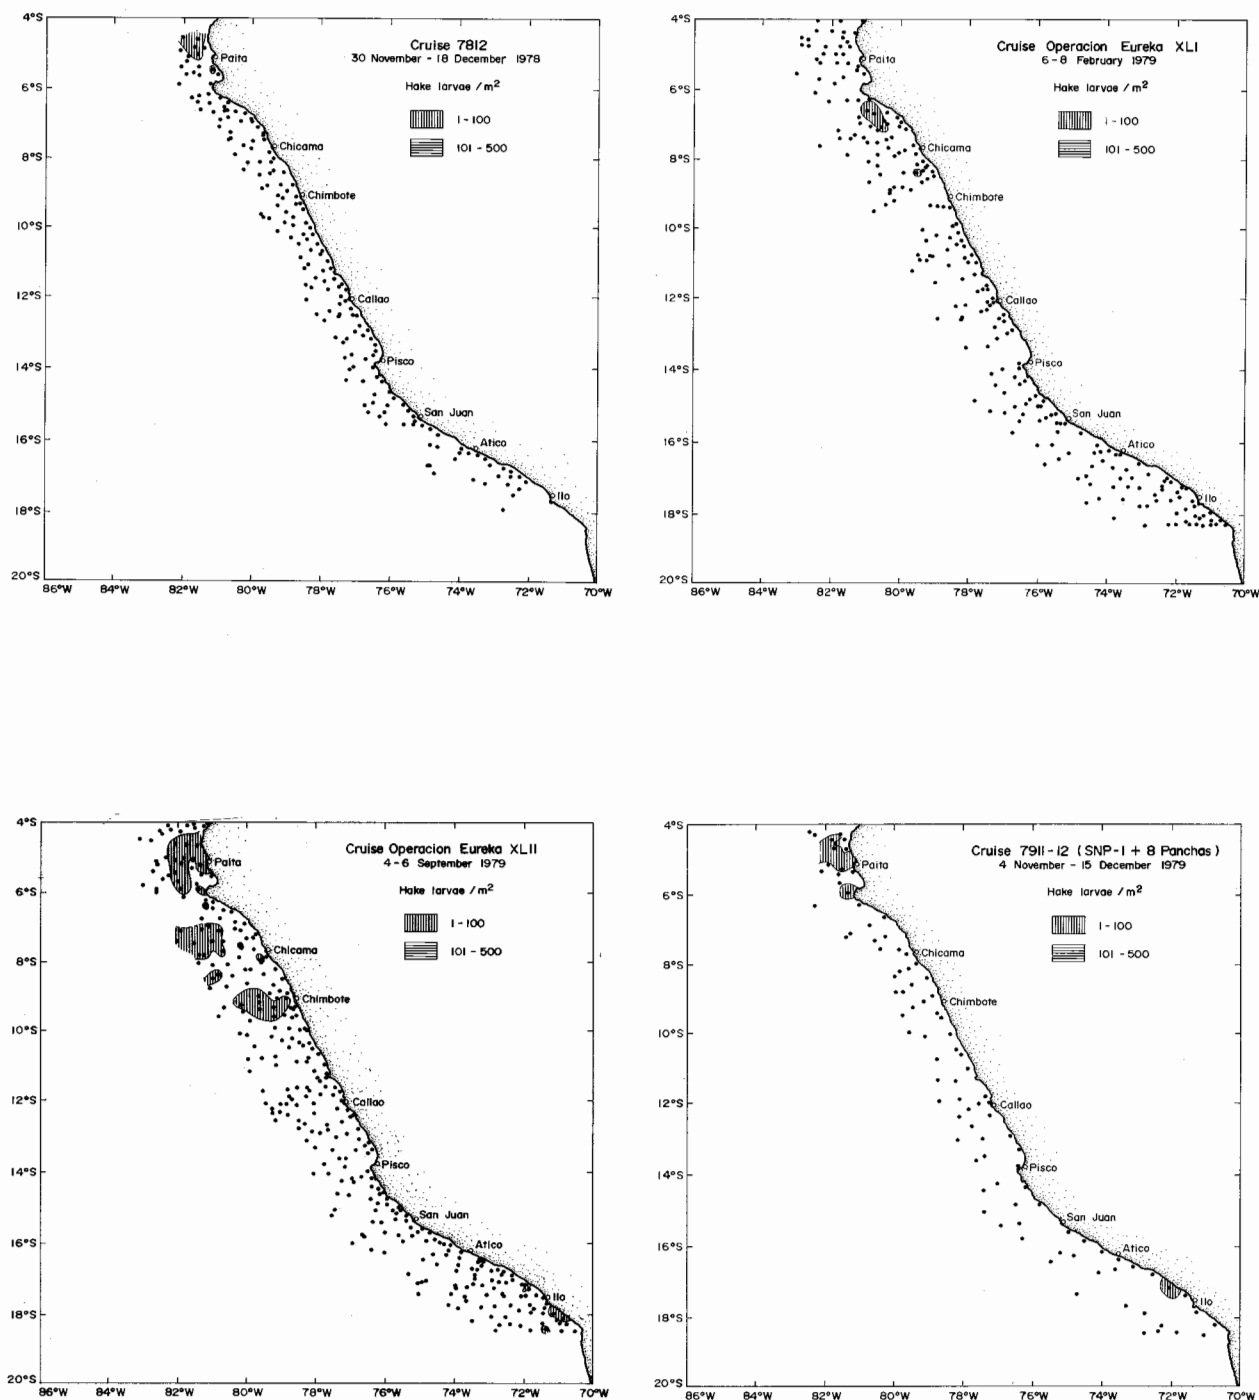 Cruise 7812
30 November - 18 December 1978
Hake larvae / m2
1 - 100
101 - 500
4°S
6°S
8°S
10°S
12°S
14°S
16°S
18°S
20°S
Paita
Chicama
Chimbote
Callao
Pisco
San Juan
Atico
Ilo
86°W 84°W 82°W 80°W 78°W 76°W 74°W 72°W 70°W
Cruise Operacion Eureka XLI
6 - 8 February 1979
Hake larvae / m2
1 - 100
101 - 500
4°S
6°S
8°S
10°S
12°S
14°S
16°S
18°S
20°S
Paita
Chicama
Chimbote
Callao
Pisco
San Juan
Atico
Ilo
86°W 84°W 82°W 80°W 78°W 76°W 74°W 72°W 70°W
Cruise Operacion Eureka XLII
4 - 6 September 1979
Hake larvae / m2
1 - 100
101 - 500
4°S
6°S
8°S
10°S
12°S
14°S
16°S
18°S
20°S
Paita
Chicama
Chimbote
Callao
Pisco
San Juan
Atico
Ilo
86°W 84°W 82°W 80°W 78°W 76°W 74°W 72°W 70°W
Cruise 7911-12 (SNP-1 + 8 Panchas)
4 November - 15 December 1979
Hake larvae / m2
1 - 100
101 - 500
4°S
6°S
8°S
10°S
12°S
14°S
16°S
18°S
20°S
Paita
Chicama
Chimbote
Callao
Pisco
San Juan
Atico
Ilo
86°W 84°W 82°W 80°W 78°W 76°W 74°W 72°W 70°W